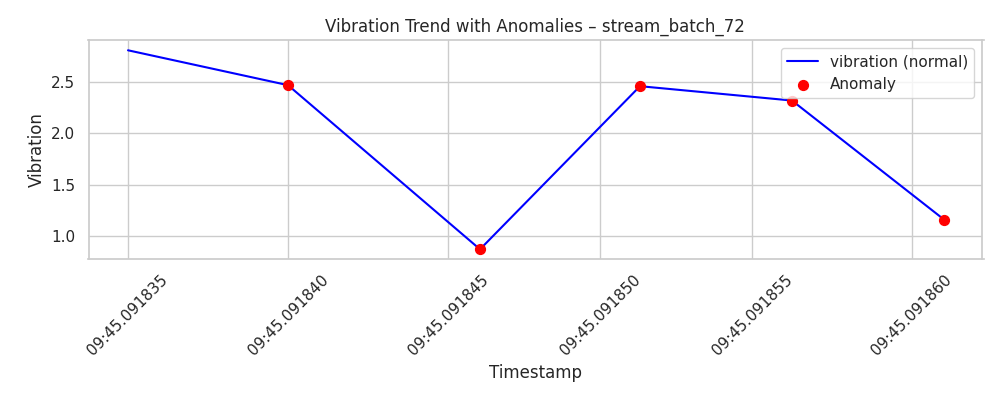 Vibration Trend with Anomalies – stream_batch_72
vibration (normal)
Anomaly
Vibration
2.5
2.0
1.5
1.0
09:45.091835
09:45.091840
09:45.091845
09:45.091850
09:45.091855
09:45.091860
Timestamp